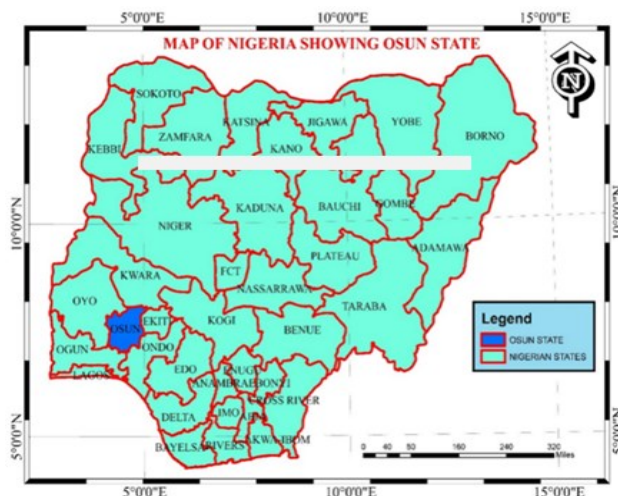 5°0'0"E 10°0'0"E 15°0'0"E
MAP OF NIGERIA SHOWING OSUN STATE
N
SOKOTO
KATSINA
JIGAWA
YOBE
ZAMFARA
BORNO
KEBBI
KANO
KADUNA
BAUCHI
GOMBE
10°0'0"N
10°0'0"N
NIGER
ADAMAWA
PLATEAU
KWARA
FCT
NASSARRAWA
OYO
TARABA
KOGI
OSUN
EKITI
BENUE
OGUN
ONDO
LAGOS
EDO
ENUGU
ANAMBRA
EBONYI
CROSS RIVER
DELTA
IMO
ABIA
BAYELSA
RIVERS
AKWA-IBOM
Legend
OSUN STATE
NIGERIAN STATES
0 40 80 160 240 320
Miles
5°0'0"N
5°0'0"N
5°0'0"E 10°0'0"E 15°0'0"E